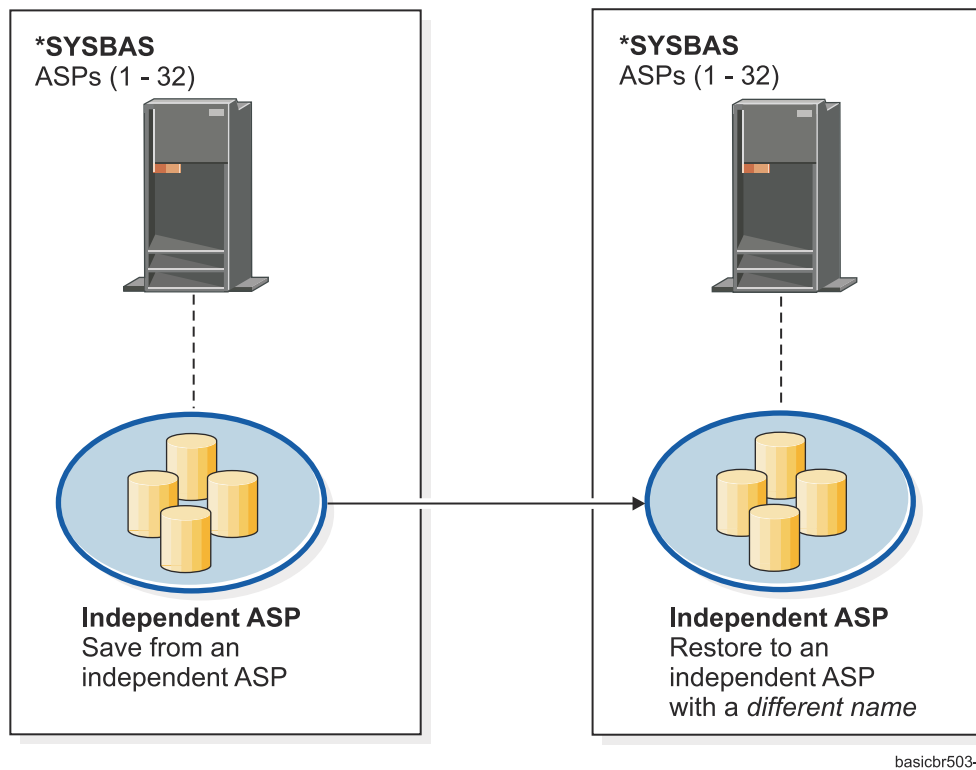 *SYSBAS
ASPs (1 - 32)
Independent ASP
Save from an
independent ASP
*SYSBAS
ASPs (1 - 32)
Independent ASP
Restore to an
independent ASP
with a different name
basicbr503-